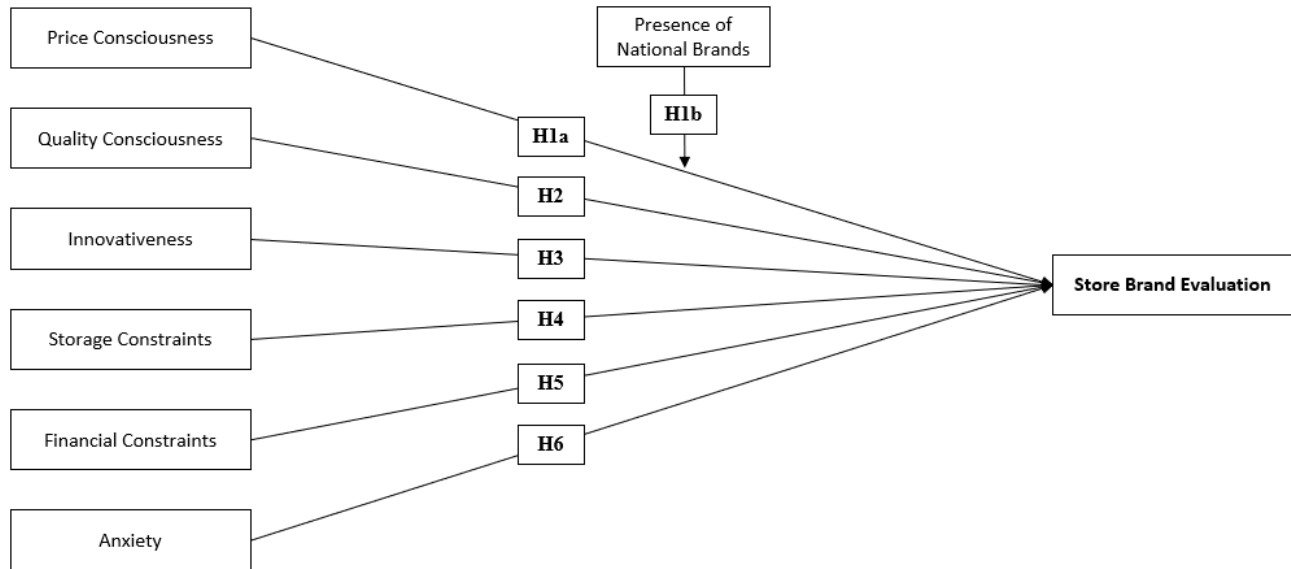 Price Consciousness
Presence of
National Brands
H1b
H1a
Quality Consciousness
H2
Innovativeness
H3
Store Brand Evaluation
H4
Storage Constraints
H5
Financial Constraints
H6
Anxiety